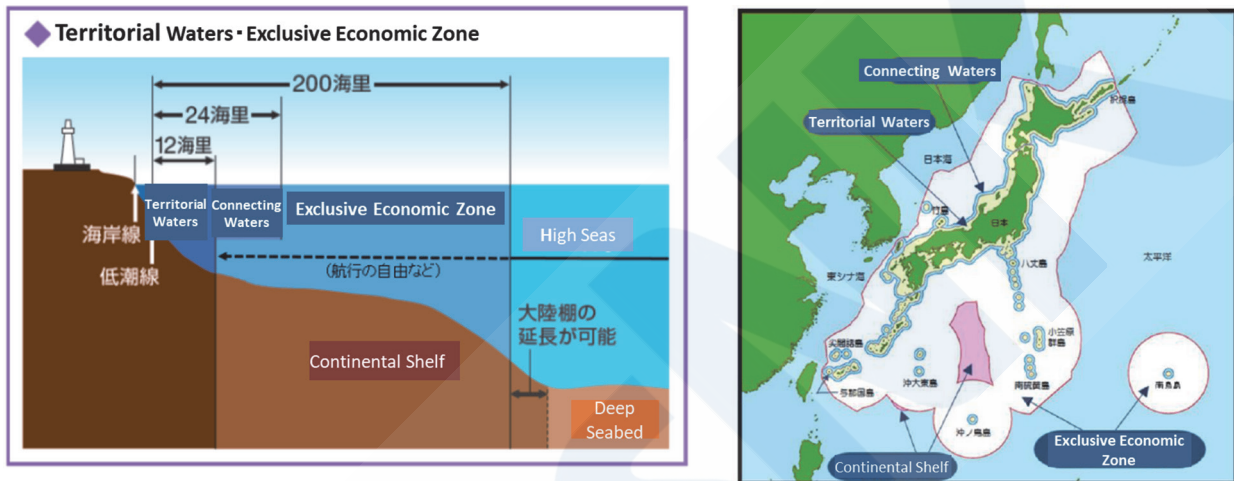 Territorial Waters・Exclusive Economic Zone
200海里
24海里
12海里
Territorial
Waters
Connecting
Waters
Exclusive Economic Zone
High Seas
海岸線
低潮線
(航行の自由など)
大陸棚の
延長が可能
Continental Shelf
Deep
Seabed
Connecting Waters
Territorial Waters
択捉島
日本海
竹島
日本
八丈島
太平洋
東シナ海
尖閣諸島
小笠原
群島
沖大東島
南硫黄島
南鳥島
与那国島
沖ノ鳥島
Exclusive Economic
Zone
Continental Shelf